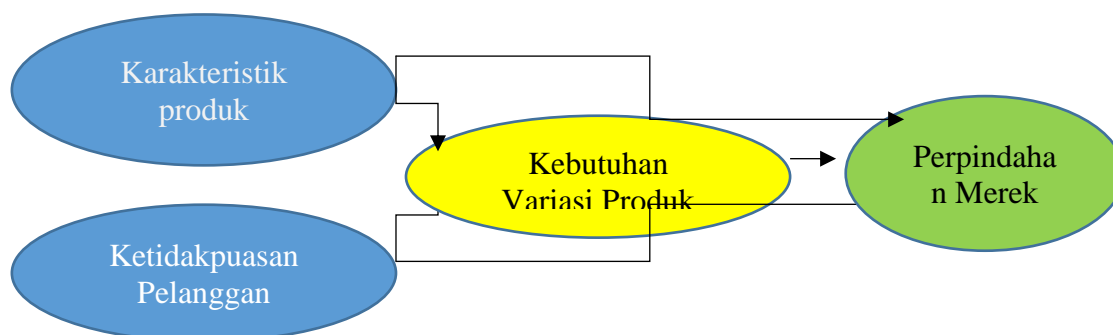 Karakteristik
produk
Kebutuhan
Variasi Produk
Perpindaha
n Merek
Ketidakpuasan
Pelanggan